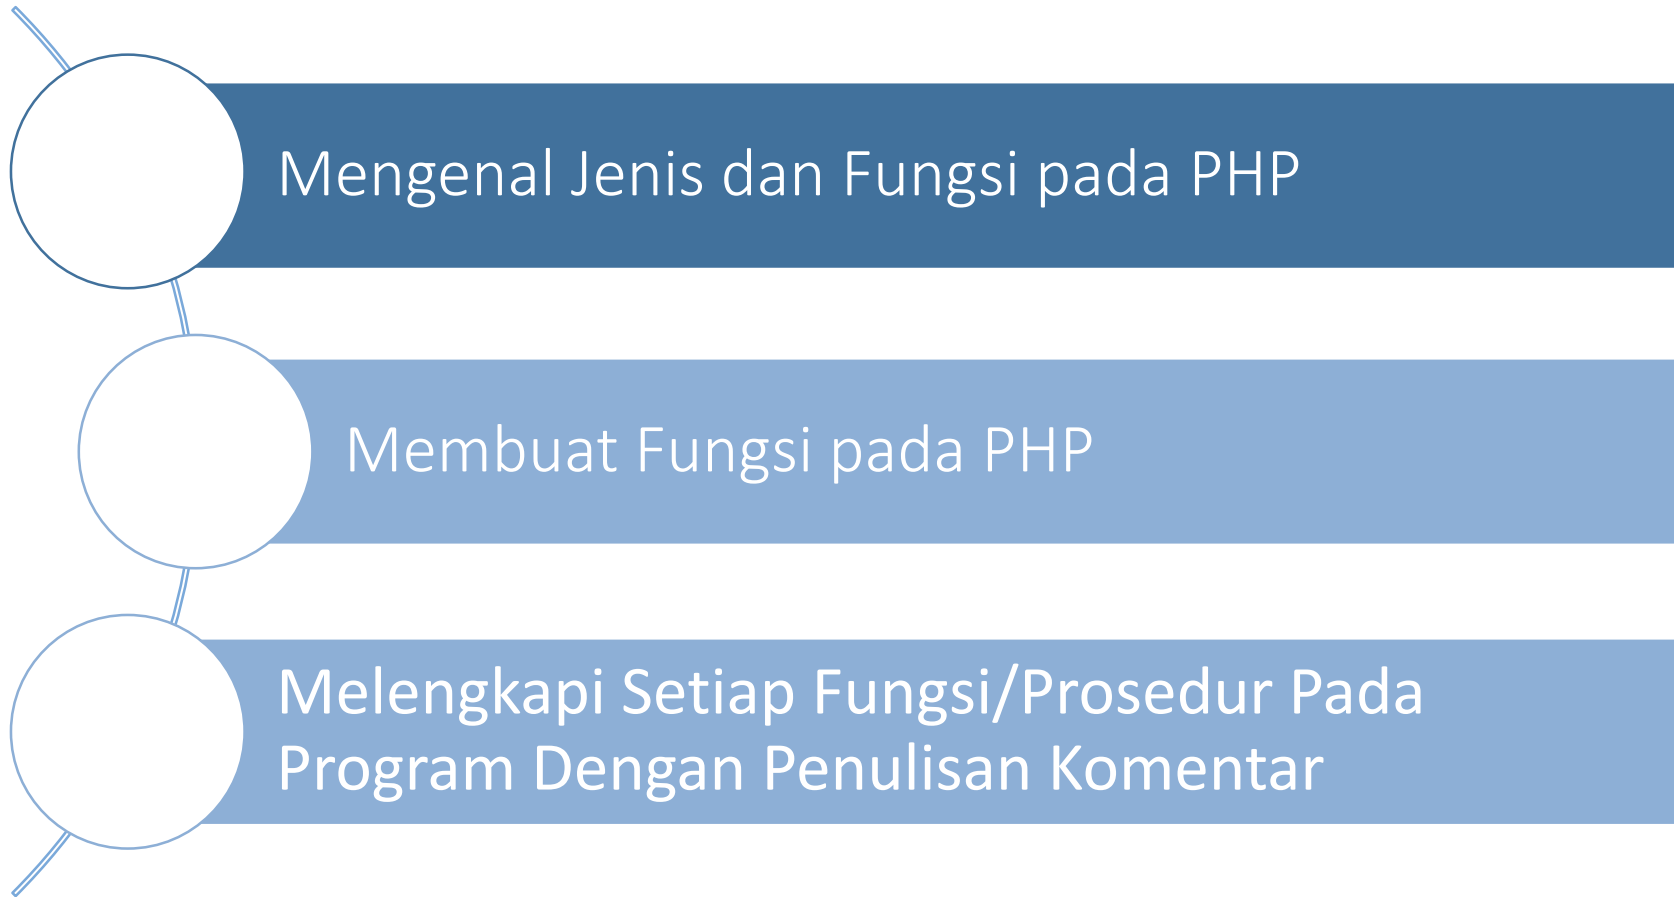 Mengenal Jenis dan Fungsi pada PHP
Membuat Fungsi pada PHP
Melengkapi Setiap Fungsi/Prosedur Pada
Program Dengan Penulisan Komentar